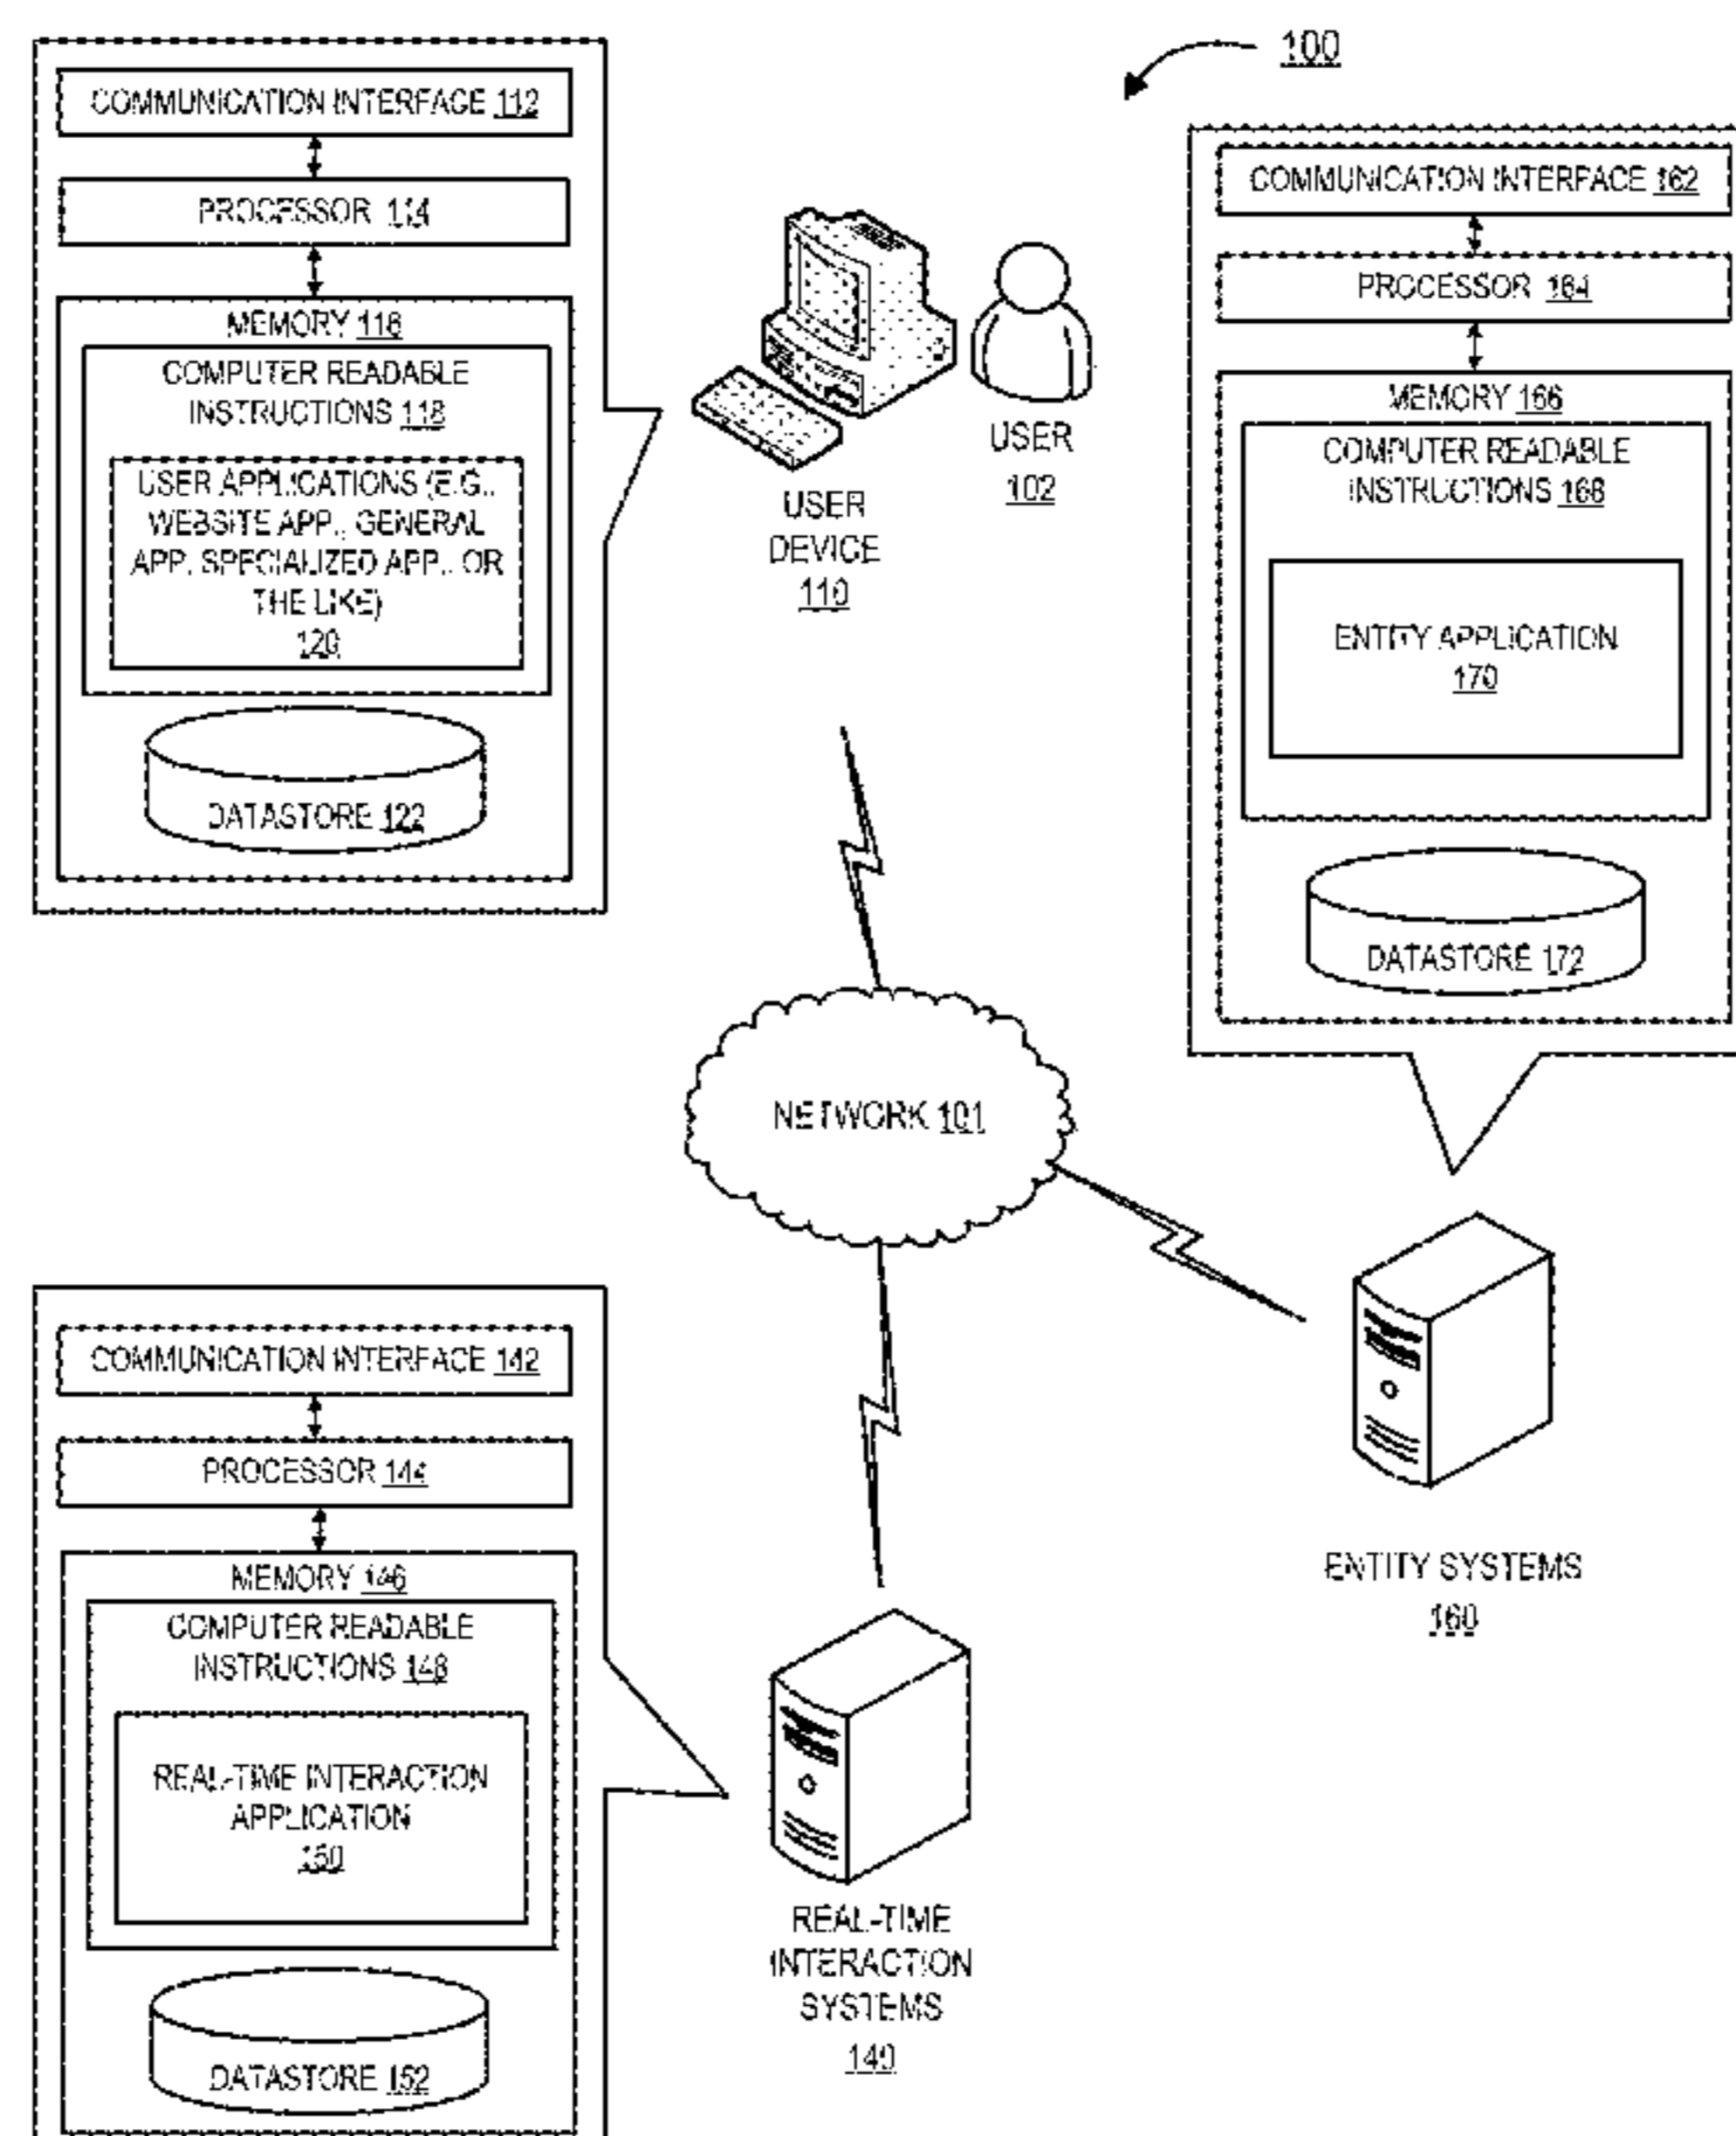 100
COMMUNICATION INTERFACE 112
PROCESSOR 114
MEMORY 116
COMPUTER READABLE
INSTRUCTIONS 118
USER APPLICATIONS (E.G.,
WEBSITE APP., GENERAL
APP, SPECIALIZED APP., OR
THE LIKE)
120
DATASTORE 122
USER
DEVICE
110
USER
102
COMMUNICATION INTERFACE 162
PROCESSOR 164
MEMORY 166
COMPUTER READABLE
INSTRUCTIONS 168
ENTITY APPLICATION
170
DATASTORE 172
NETWORK 101
ENTITY SYSTEMS
160
COMMUNICATION INTERFACE 142
PROCESSOR 144
MEMORY 146
COMPUTER READABLE
INSTRUCTIONS 148
REAL-TIME INTERACTION
APPLICATION
150
DATASTORE 152
REAL-TIME
INTERACTION
SYSTEMS
140